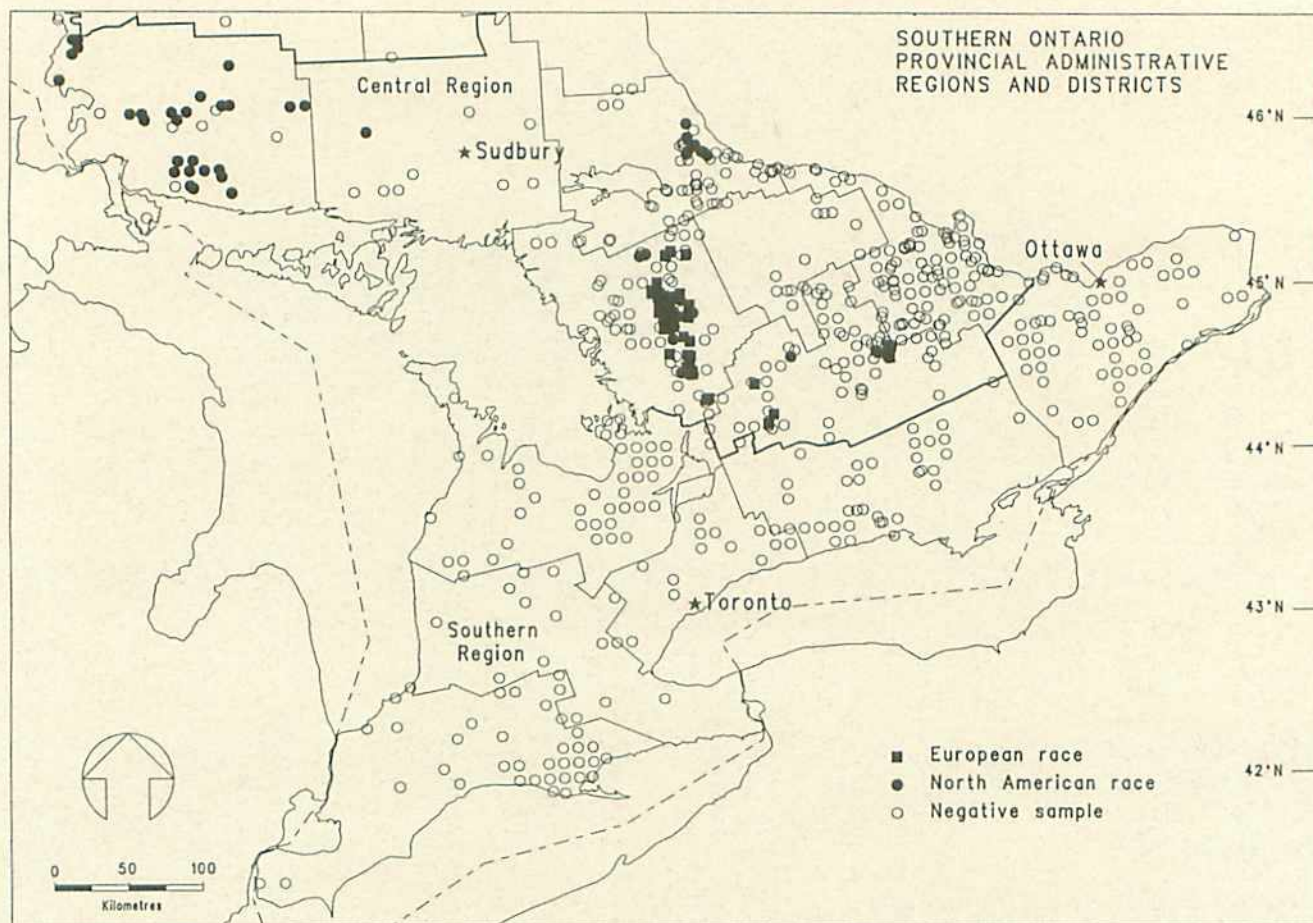 SOUTHERN ONTARIO
PROVINCIAL ADMINISTRATIVE
REGIONS AND DISTRICTS
Central Region
46°N
Sudbury
Ottawa
45°N
44°N
Toronto
43°N
Southern
Region
European race
42°N
North American race
Negative sample
0 50 100
Kilometres